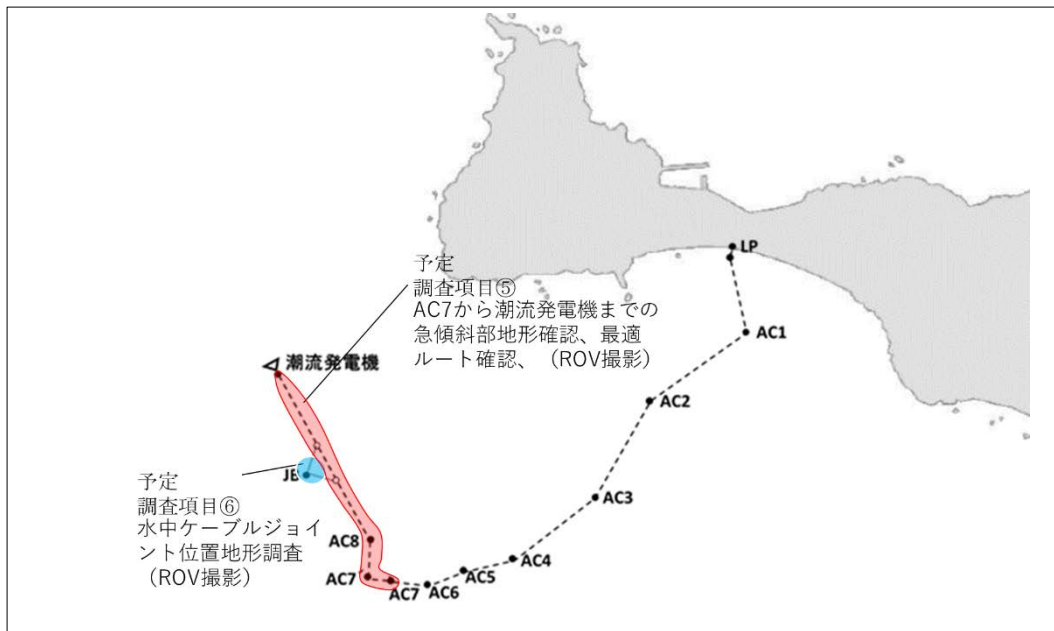 LP
予定
調査項目⑤
AC7から潮流発電機までの
急傾斜部地形確認、最適
ルート確認、（ROV撮影）
AC1
潮流発電機
AC2
予定
調査項目⑥
水中ケーブルジョイ
ント位置地形調査
（ROV撮影）
AC3
AC8
AC4
AC5
AC7
AC7
AC6